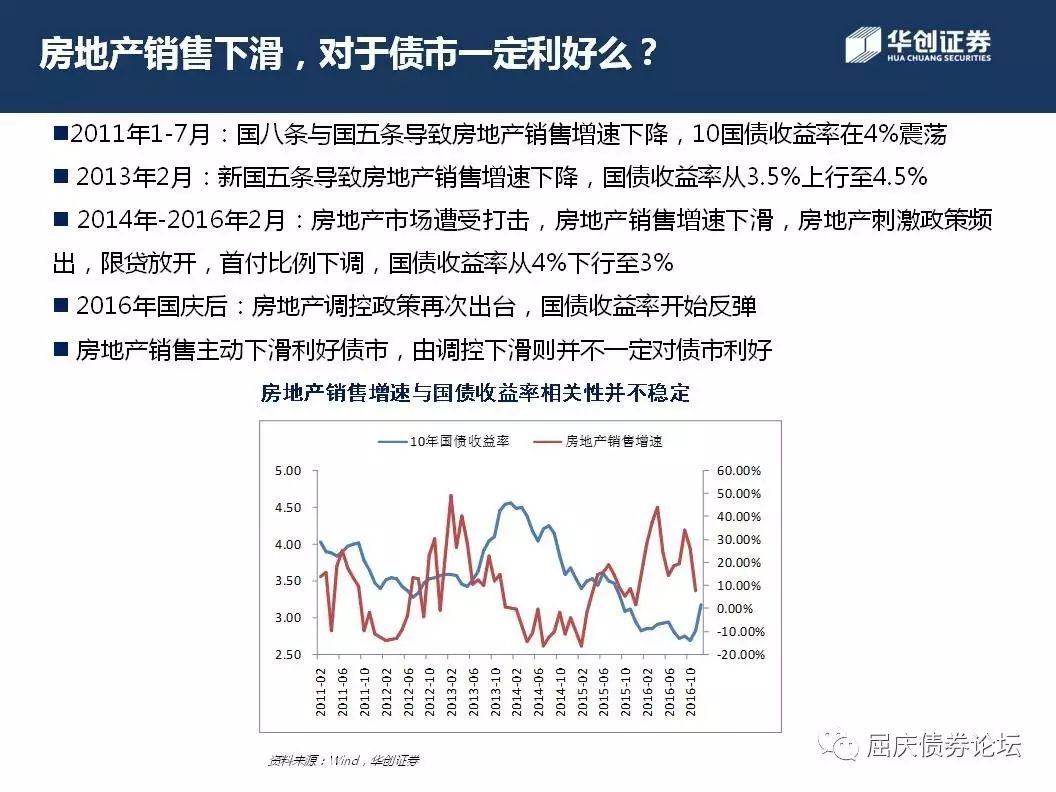 房地产销售下滑，对于债市一定利好么？
华创证券
HUA CHUANG SECURITIES
■2011年1-7月：国八条与国五条导致房地产销售增速下降，10国债收益率在4%震荡
■ 2013年2月：新国五条导致房地产销售增速下降，国债收益率从3.5%上行至4.5%
■ 2014年-2016年2月：房地产市场遭受打击，房地产销售增速下滑，房地产刺激政策频
出，限贷放开，首付比例下调，国债收益率从4%下行至3%
■ 2016年国庆后：房地产调控政策再次出台，国债收益率开始反弹
■ 房地产销售主动下滑利好债市，由调控下滑则并不一定对债市利好
房地产销售增速与国债收益率相关性并不稳定
10年国债收益率 房地产销售增速
5.00 60.00%
50.00%
4.50 40.00%
4.00 30.00%
20.00%
3.50 10.00%
3.00 0.00%
-10.00%
2.50 -20.00%
2011-02 2011-06 2011-10 2012-02 2012-06 2012-10 2013-02 2013-06 2013-10 2014-02 2014-06 2014-10 2015-02 2015-06 2015-10 2016-02 2016-06 2016-10
资料来源：Wind，华创证券
屈庆债券论坛